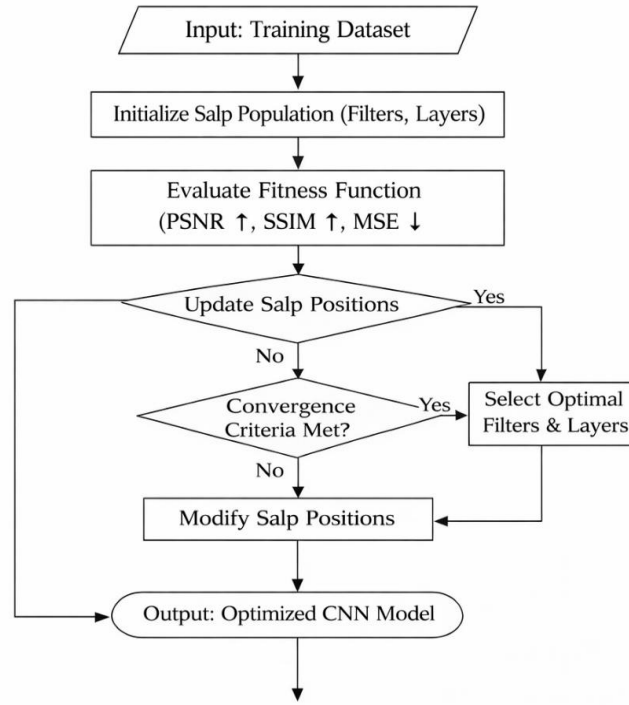 Input: Training Dataset
Initialize Salp Population (Filters, Layers)
Evaluate Fitness Function
(PSNR ↑, SSIM ↑, MSE ↓
Update Salp Positions
Yes
No
Convergence
Criteria Met?
Yes
Select Optimal
Filters & Layers
No
Modify Salp Positions
Output: Optimized CNN Model